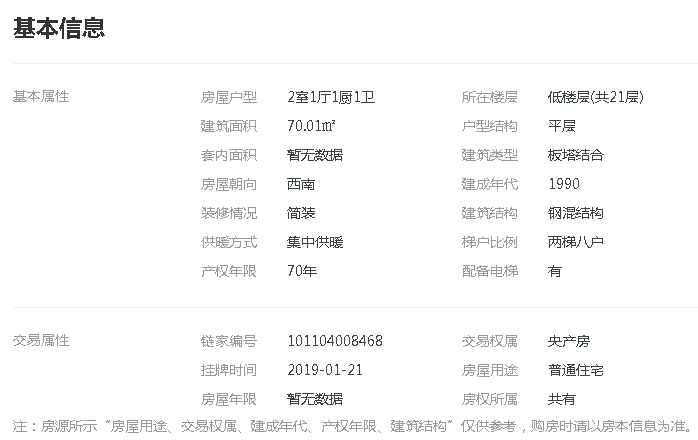 基本信息
基本属性 房屋户型 2室1厅1厨1卫 所在楼层 低楼层(共21层)
建筑面积 70.01㎡ 户型结构 平层
套内面积 暂无数据 建筑类型 板塔结合
房屋朝向 西南 建成年代 1990
装修情况 简装 建筑结构 钢混结构
供暖方式 集中供暖 梯户比例 两梯八户
产权年限 70年 配备电梯 有
交易属性 链家编号 101104008468 交易权属 央产房
挂牌时间 2019-01-21 房屋用途 普通住宅
房屋年限 暂无数据 房权所属 共有
注：房源所示“房屋用途、交易权属、建成年代、产权年限、建筑结构”仅供参考，购房时请以房本信息为准。